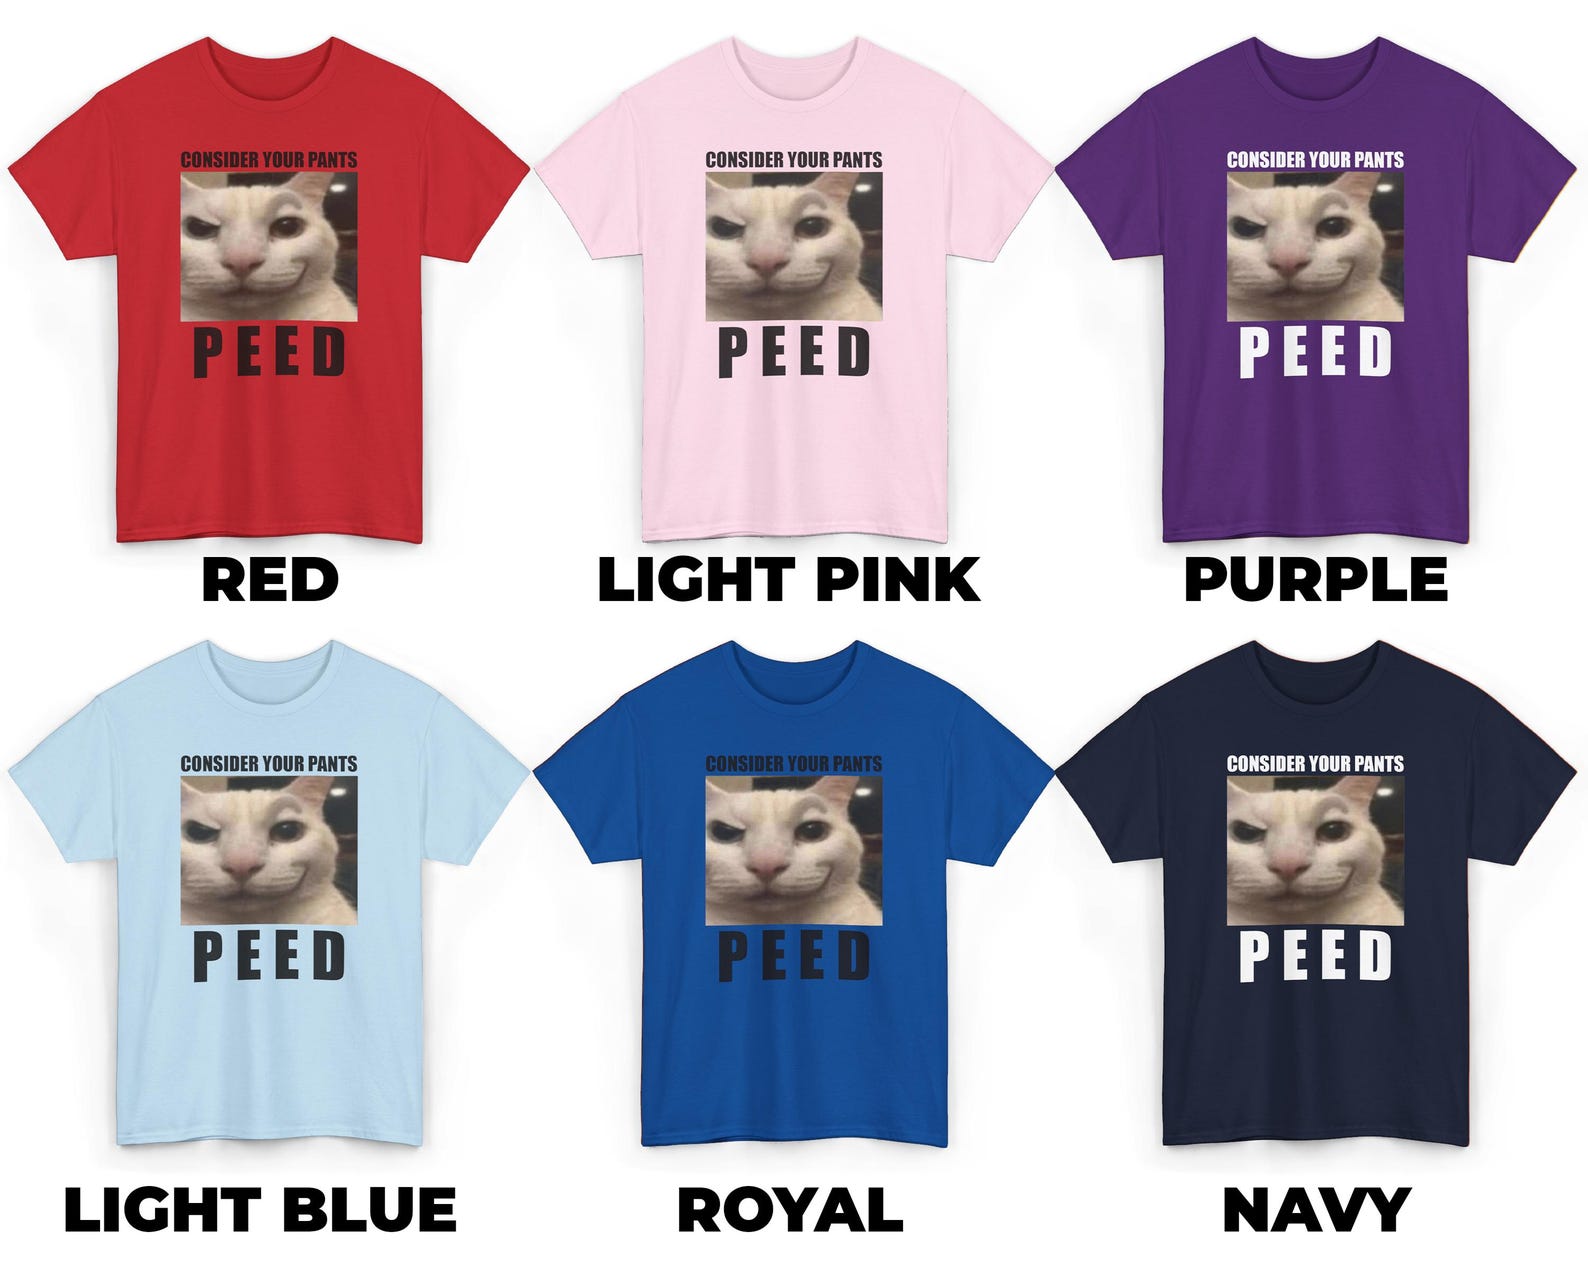 CONSIDER YOUR PANTS
PEED
RED
CONSIDER YOUR PANTS
PEED
LIGHT PINK
CONSIDER YOUR PANTS
PEED
PURPLE
CONSIDER YOUR PANTS
PEED
LIGHT BLUE
CONSIDER YOUR PANTS
PEED
ROYAL
CONSIDER YOUR PANTS
PEED
NAVY